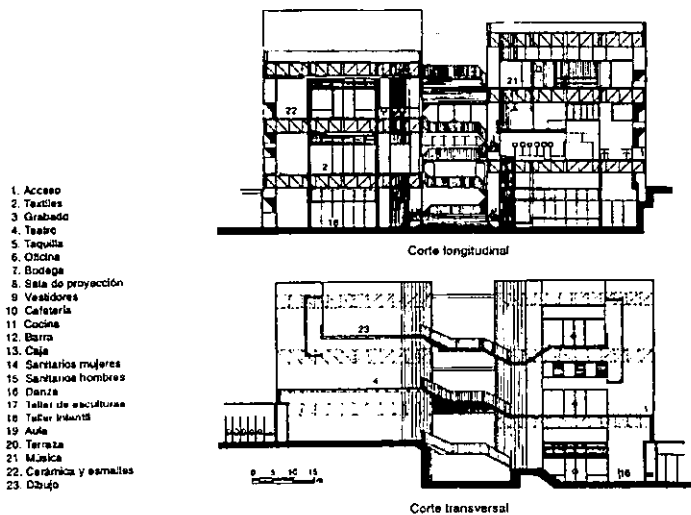 1. Acceso
2. Textiles
3 Grabado
4. Teatro
5. Taquilla
6. Oficina
7. Bodega
8. Sala de proyección
9 Vestidores
10 Cafetería
11 Cocina
12. Barra
13. Caja
14 Sanitarios mujeres
15 Sanitarios hombres
16 Danza
17 Taller de esculturas
18 Taller infantil
19 Aula
20. Terraza
21 Música
22. Cerámica y esmaltes
23. Dibujo
21
22
2
16
Corte longitudinal
23
4
16
0 5 10 15
m
Corte transversal